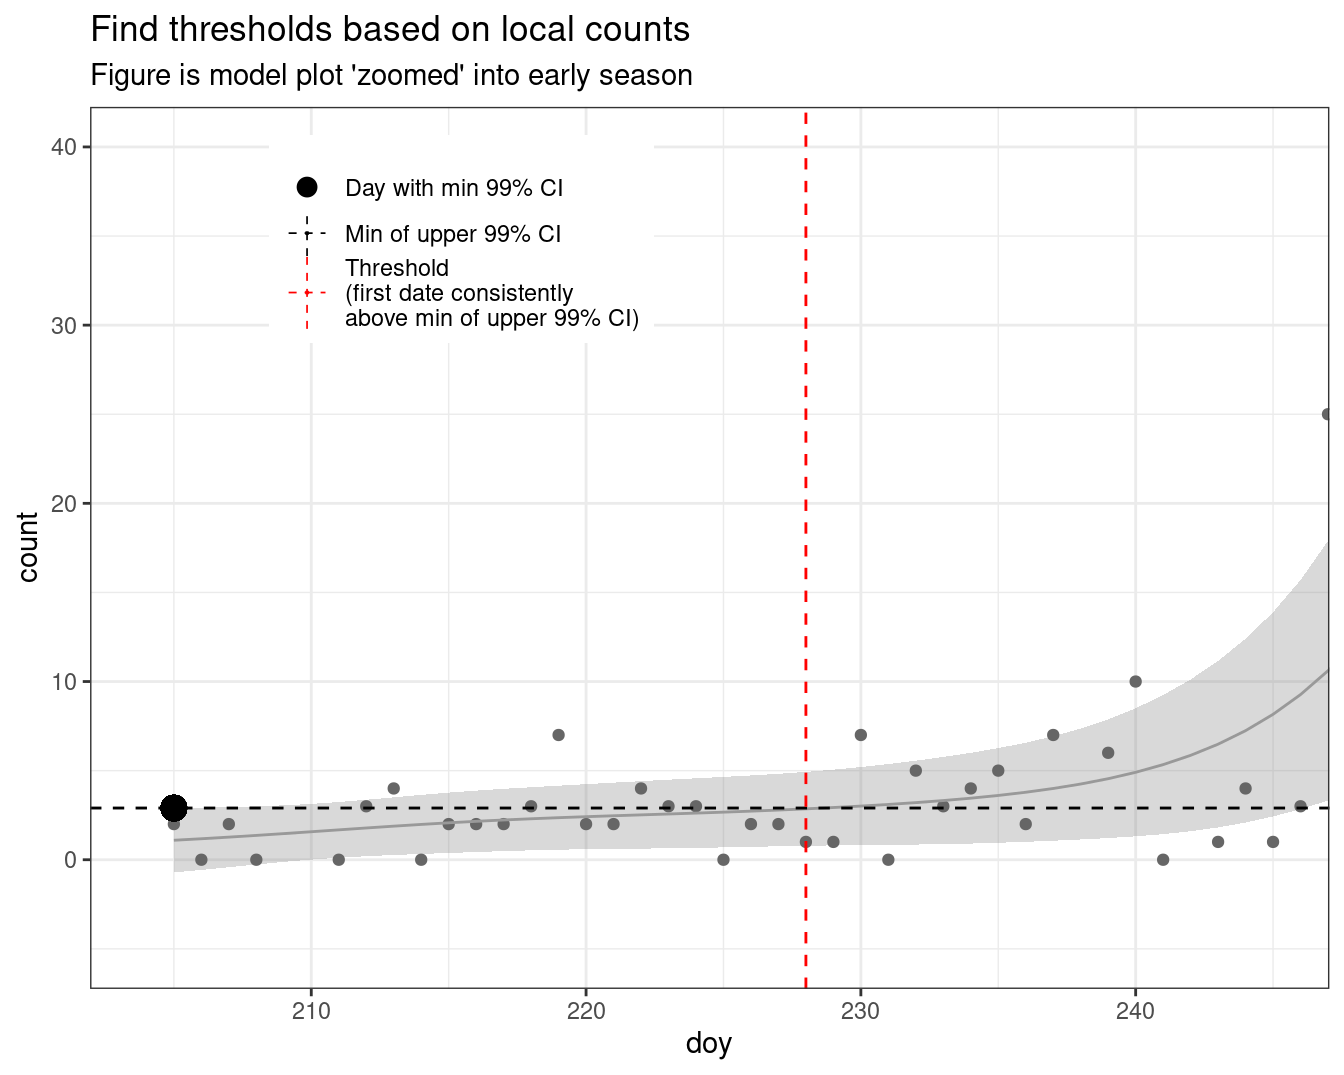 Find thresholds based on local counts
Figure is model plot 'zoomed' into early season
40
30
20
10
0
count
Day with min 99% CI
Min of upper 99% CI
Threshold
(first date consistently
above min of upper 99% CI)
210
220
230
240
doy